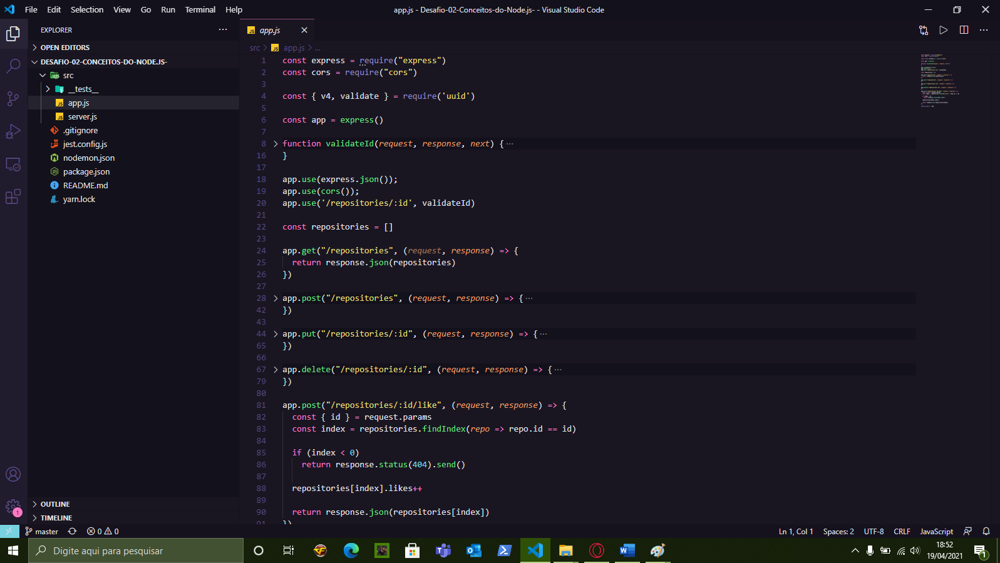 File Edit Selection View Go Run Terminal Help
app.js - Desafio-02-Conceitos-do-Node.js- - Visual Studio Code
EXPLORER
OPEN EDITORS
DESAFIO-02-CONCEITOS-DO-NODE.JS-
src
__tests__
app.js
server.js
.gitignore
jest.config.js
nodemon.json
package.json
README.md
yarn.lock
OUTLINE
TIMELINE
app.js
src > app.js > ...
1 const express = require("express")
2 const cors = require("cors")
3
4 const { v4, validate } = require('uuid')
5
6 const app = express()
7
8 function validateId(request, response, next) { ...
16 }
17
18 app.use(express.json());
19 app.use(cors());
20 app.use('/repositories/:id', validateId)
21
22 const repositories = []
23
24 app.get("/repositories", (request, response) => {
25 return response.json(repositories)
26 })
27
28 app.post("/repositories", (request, response) => { ...
42 })
43
44 app.put("/repositories/:id", (request, response) => { ...
65 })
66
67 app.delete("/repositories/:id", (request, response) => { ...
79 })
80
81 app.post("/repositories/:id/like", (request, response) => {
82 const { id } = request.params
83 const index = repositories.findIndex(repo => repo.id == id)
84
85 if (index < 0)
86 return response.status(404).send()
87
88 repositories[index].likes++
89
90 return response.json(repositories[index])
91 })
1
master 0 0
Ln 1, Col 1 Spaces: 2 UTF-8 CRLF JavaScript
Digite aqui para pesquisar
18:52
19/04/2021
1